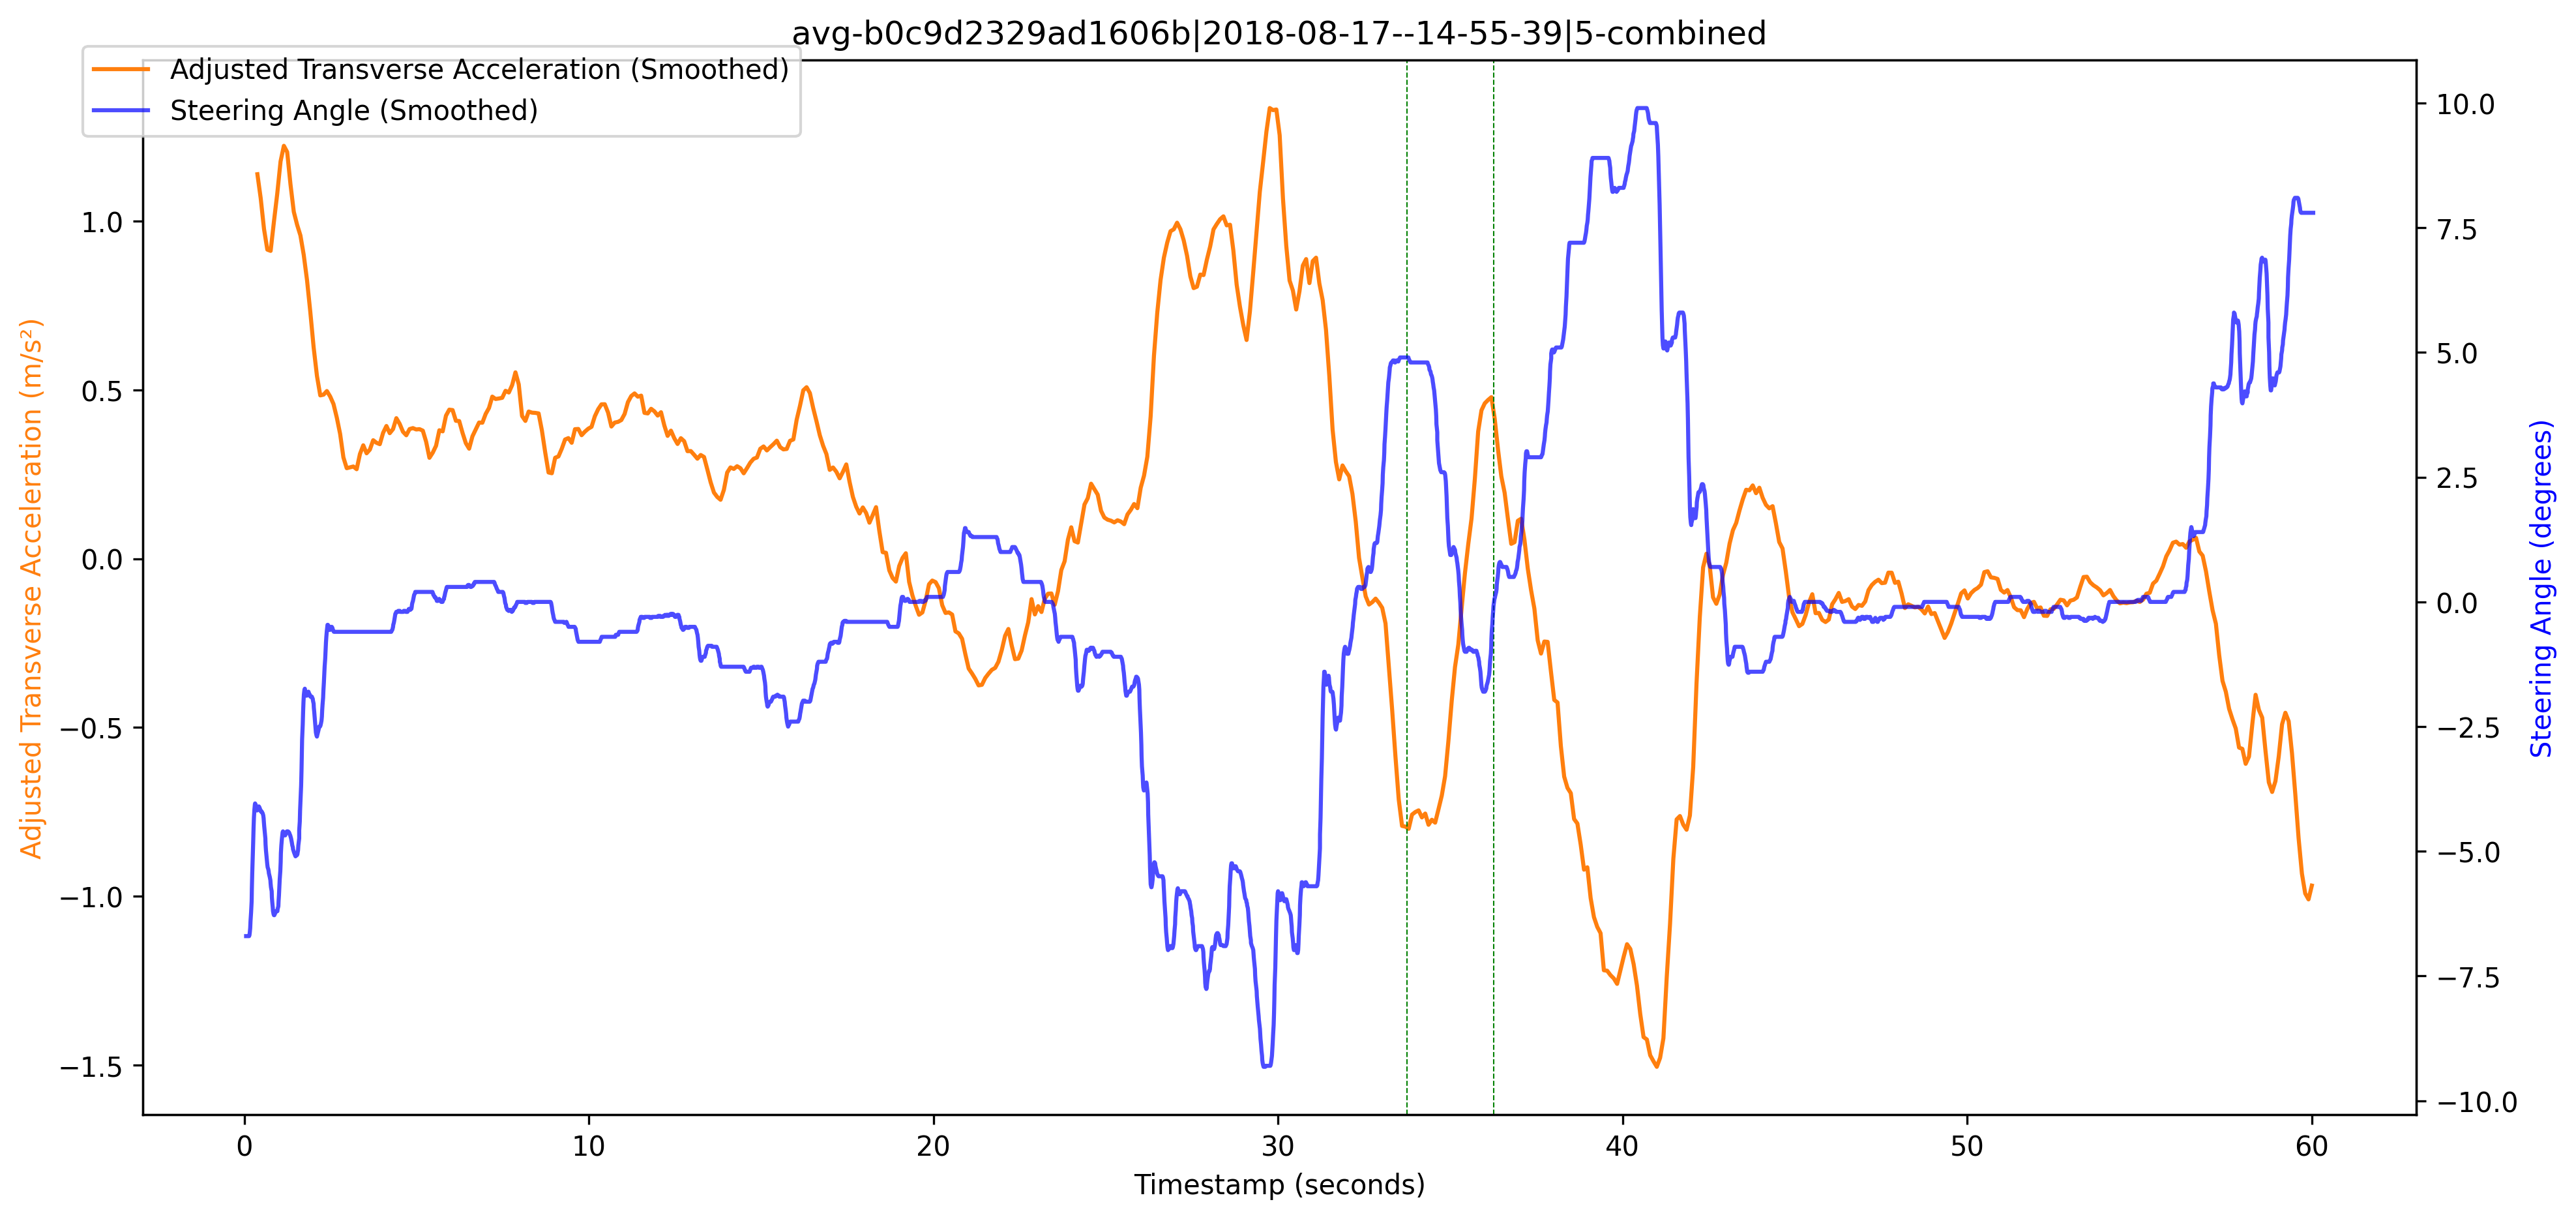 avg-b0c9d2329ad1606b|2018-08-17--14-55-39|5-combined
Adjusted Transverse Acceleration (Smoothed)
Steering Angle (Smoothed)
Adjusted Transverse Acceleration (m/s²)
1.0
0.5
0.0
−0.5
−1.0
−1.5
10.0
7.5
5.0
2.5
0.0
−2.5
−5.0
−7.5
−10.0
Steering Angle (degrees)
0 10 20 30 40 50 60
Timestamp (seconds)